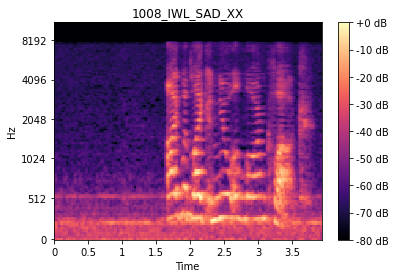 1008_IWL_SAD_XX
+0 dB
8192
-10 dB
4096
-20 dB
-30 dB
2048
Hz
-40 dB
1024
-50 dB
512
-60 dB
-70 dB
0
-80 dB
0 0.5 1 1.5 2 2.5 3 3.5
Time